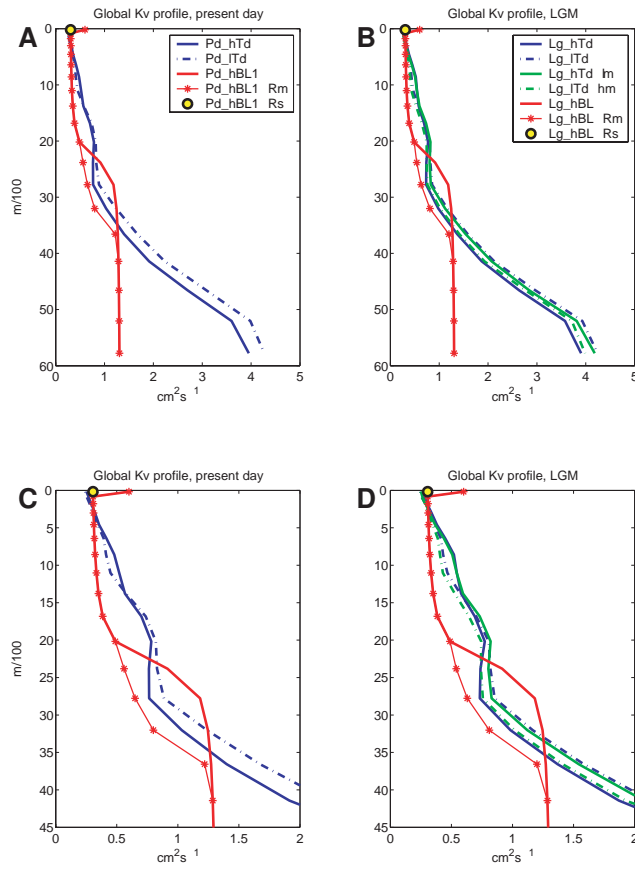 Global Kv profile, present day
A
Pd_hTd
Pd_lTd
Pd_hBL1
Pd_hBL1 Rm
Pd_hBL1 Rs
0
10
20
30
40
50
60
m/100
0 1 2 3 4 5
cm²s ¹
Global Kv profile, LGM
B
Lg_hTd
Lg_lTd
Lg_hTd lm
Lg_lTd hm
Lg_hBL
Lg_hBL Rm
Lg_hBL Rs
0
10
20
30
40
50
60
0 1 2 3 4 5
cm²s ¹
Global Kv profile, present day
C
0
5
10
15
20
25
30
35
40
45
m/100
0 0.5 1 1.5 2
cm²s ¹
Global Kv profile, LGM
D
0
5
10
15
20
25
30
35
40
45
0 0.5 1 1.5 2
cm²s ¹